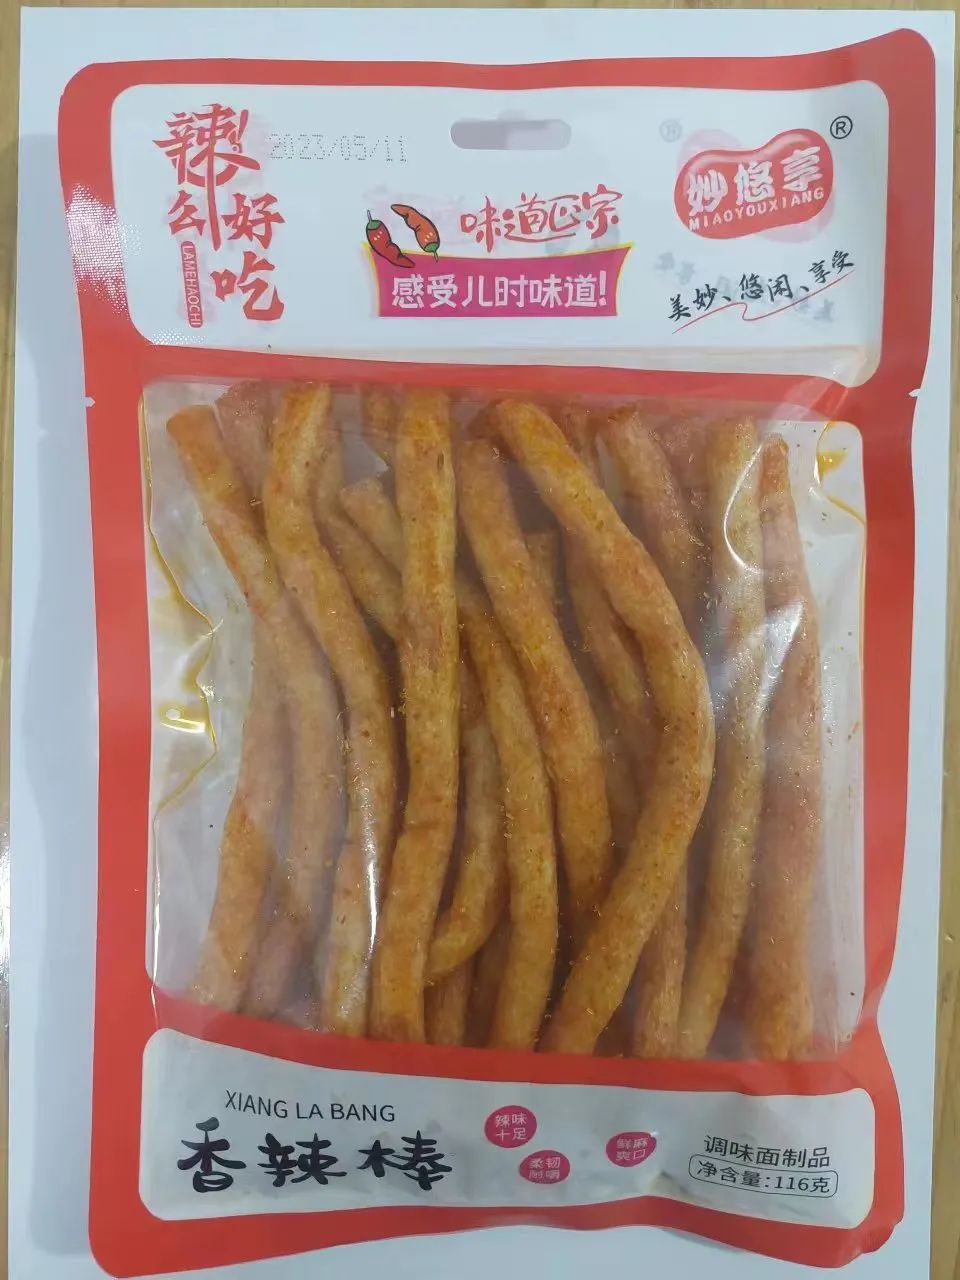 辣么好吃
LAMEHAOCHI
2023/05/11
味道正宗
感受儿时味道!
妙悠享®
MIAOYOUXIANG
美妙、悠闲、享受
XIANG LA BANG
香辣棒
辣味
十足
柔韧
耐嚼
鲜麻
爽口
调味面制品
净含量:116克